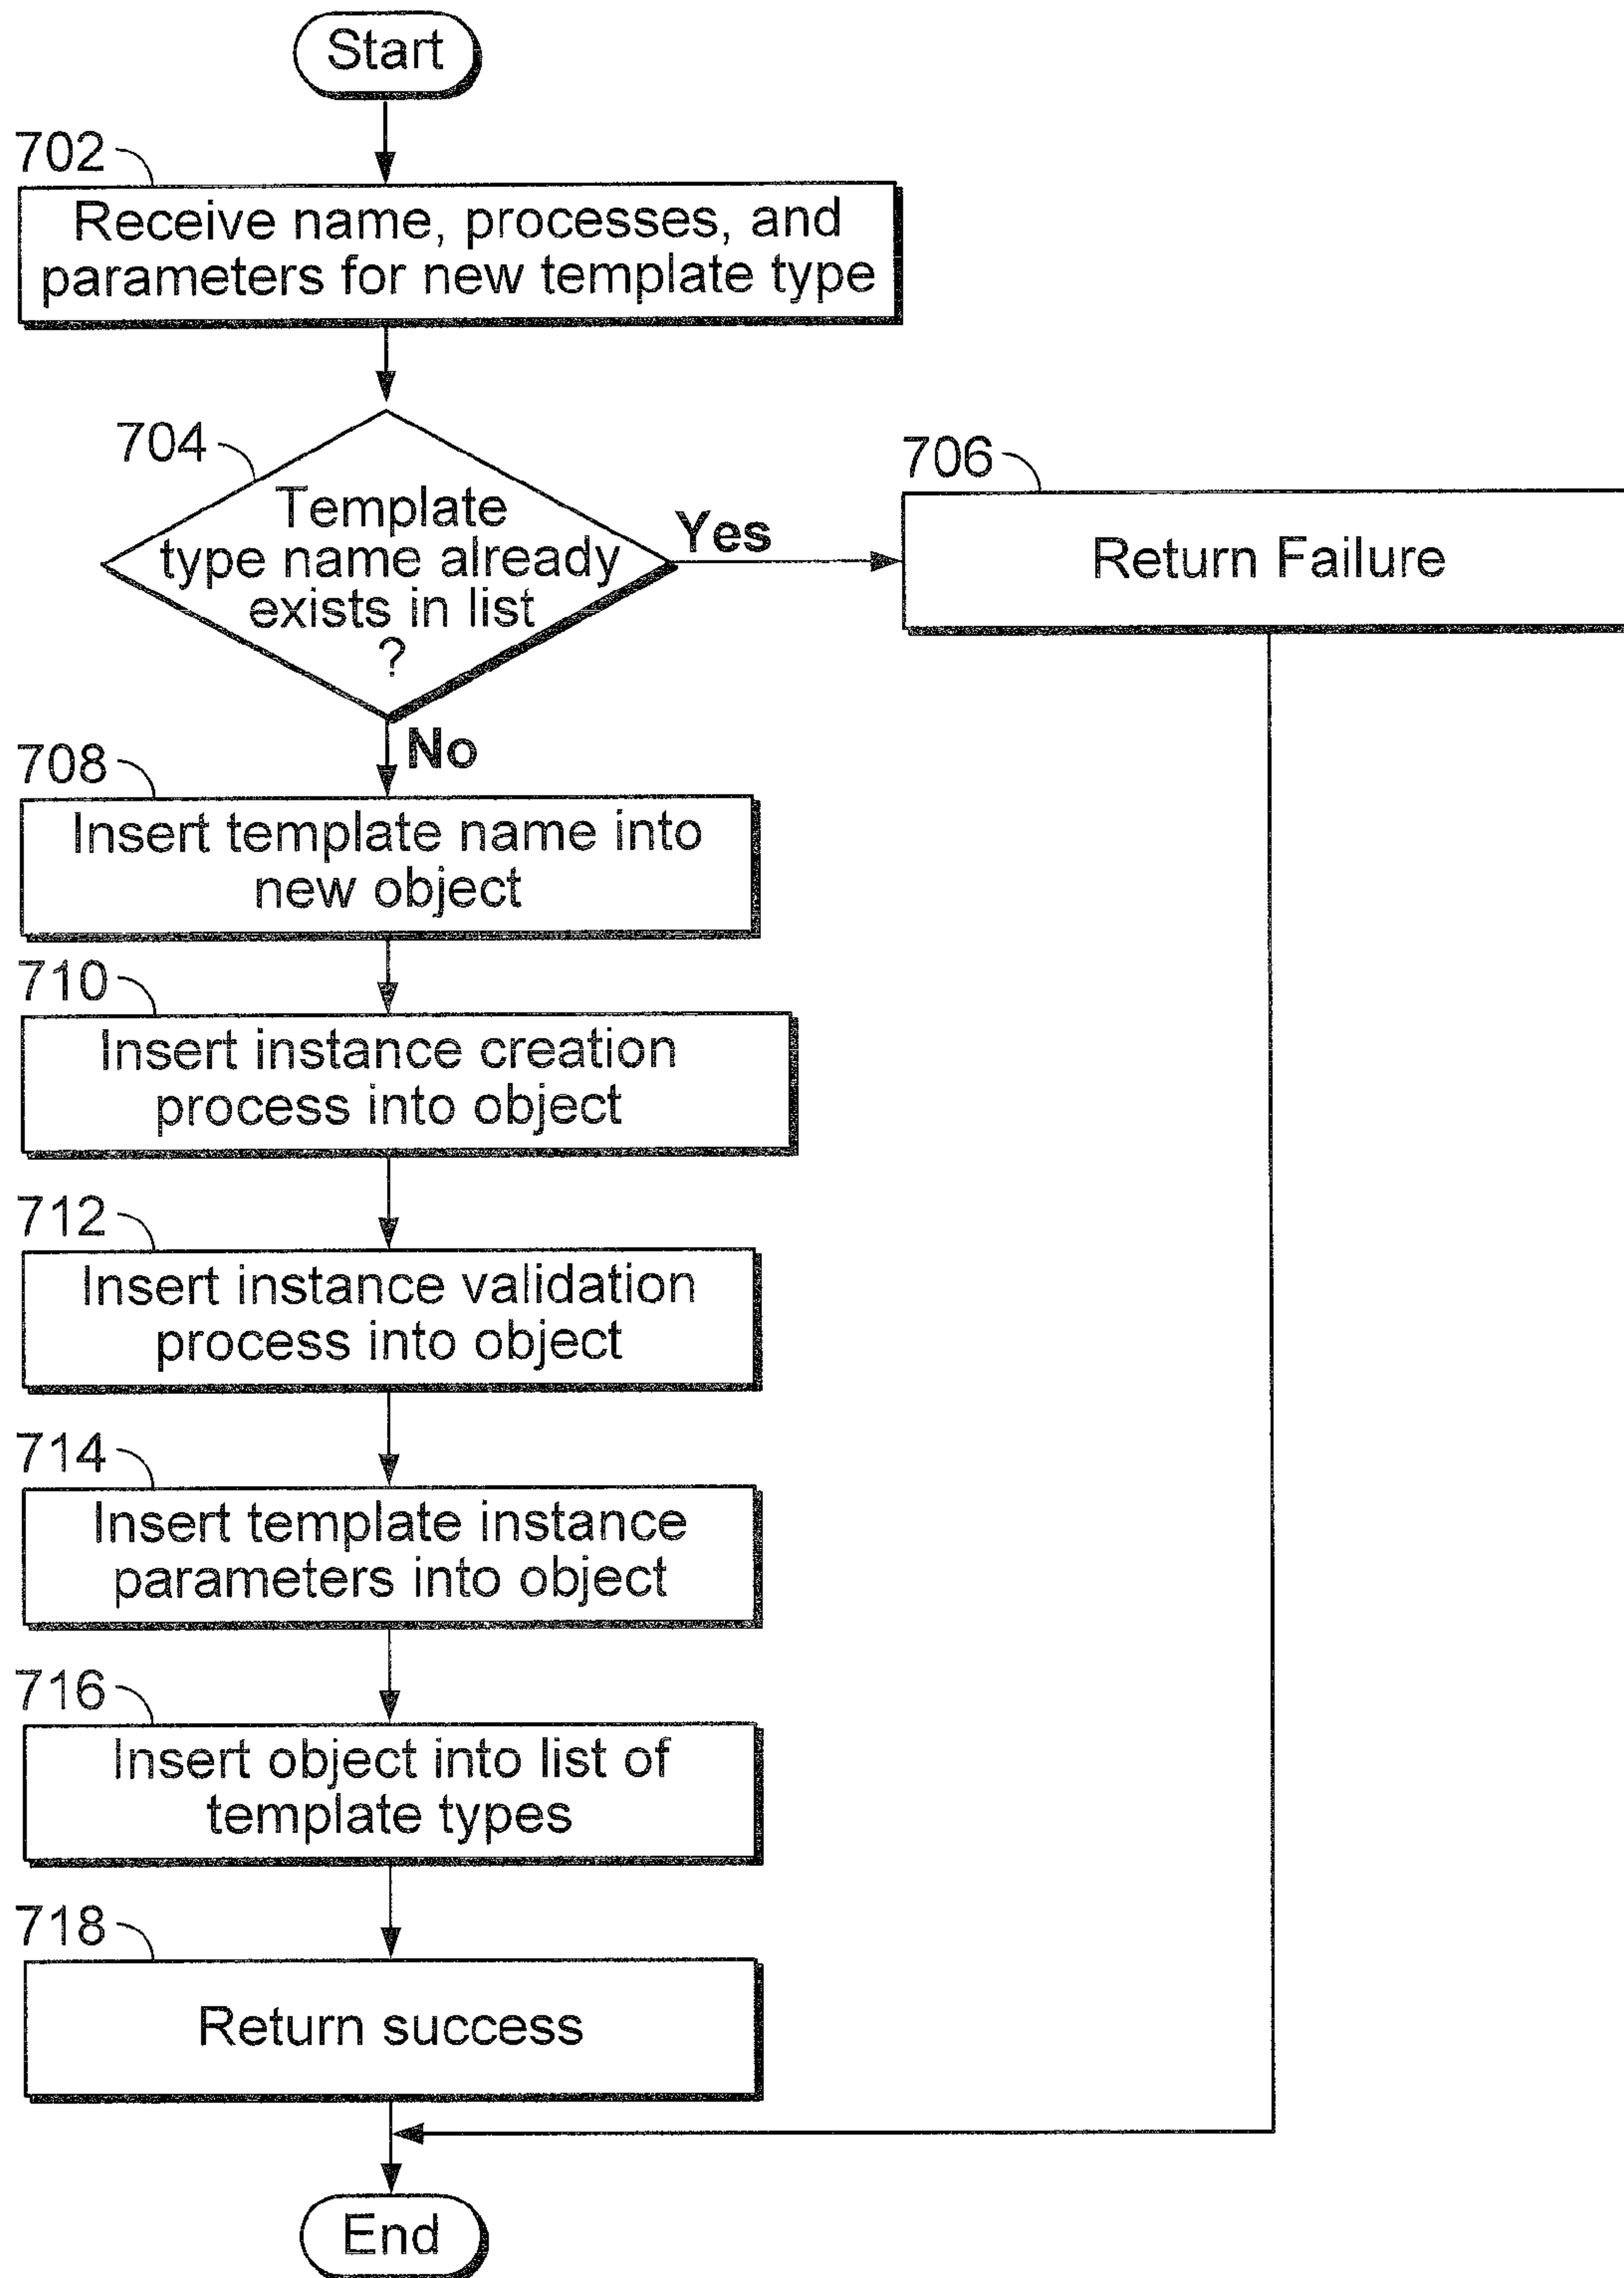 Start
702
Receive name, processes, and
parameters for new template type
704
Template
type name already
exists in list
?
Yes
706
Return Failure
No
708
Insert template name into
new object
710
Insert instance creation
process into object
712
Insert instance validation
process into object
714
Insert template instance
parameters into object
716
Insert object into list of
template types
718
Return success
End